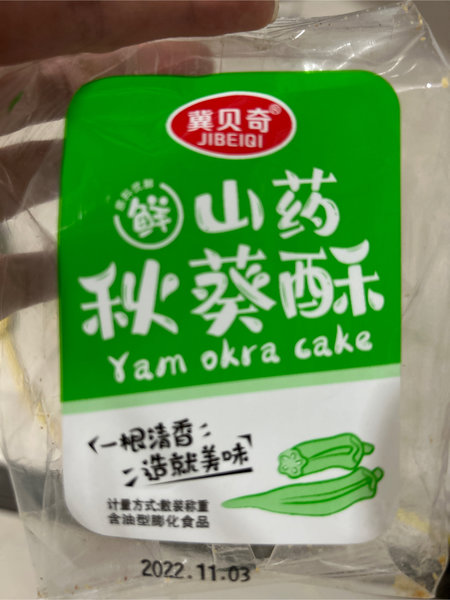 冀贝奇®
JIBEIQI
鲜
山药
秋葵酥
Yam okra cake
一根清香
造就美味
计量方式:散装称重
含油型膨化食品
2022.11.03